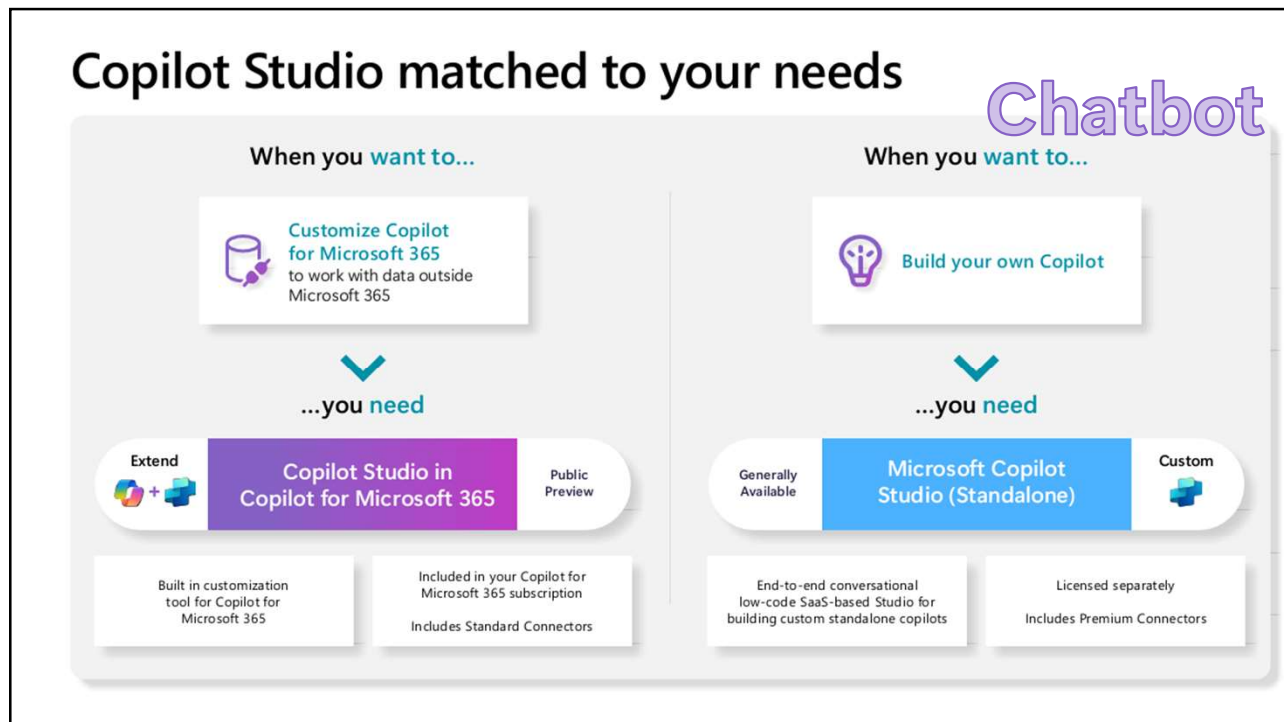 Copilot Studio matched to your needs
Chatbot
When you want to...
Customize Copilot
for Microsoft 365
to work with data outside
Microsoft 365
...you need
Extend
+
Copilot Studio in
Copilot for Microsoft 365
Public
Preview
Built in customization
tool for Copilot for
Microsoft 365
Included in your Copilot for
Microsoft 365 subscription
Includes Standard Connectors
When you want to...
Build your own Copilot
...you need
Generally
Available
Microsoft Copilot
Studio (Standalone)
Custom
End-to-end conversational
low-code SaaS-based Studio for
building custom standalone copilots
Licensed separately
Includes Premium Connectors